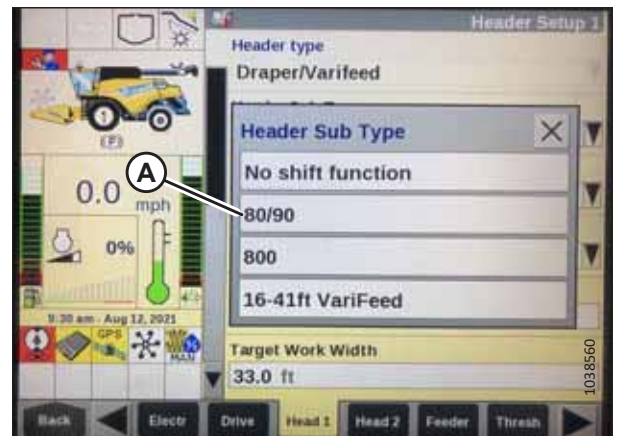 Header Setup 1
Header type
Draper/Varifeed
Header Sub Type
No shift function
80/90
800
16-41ft VariFeed
A
(F)
0.0 mph
0%
9:30 am - Aug 12, 2021
GPS
MAN
Target Work Width
33.0 ft
1038560
Back
Electr
Drive
Head 1
Head 2
Feeder
Thresh